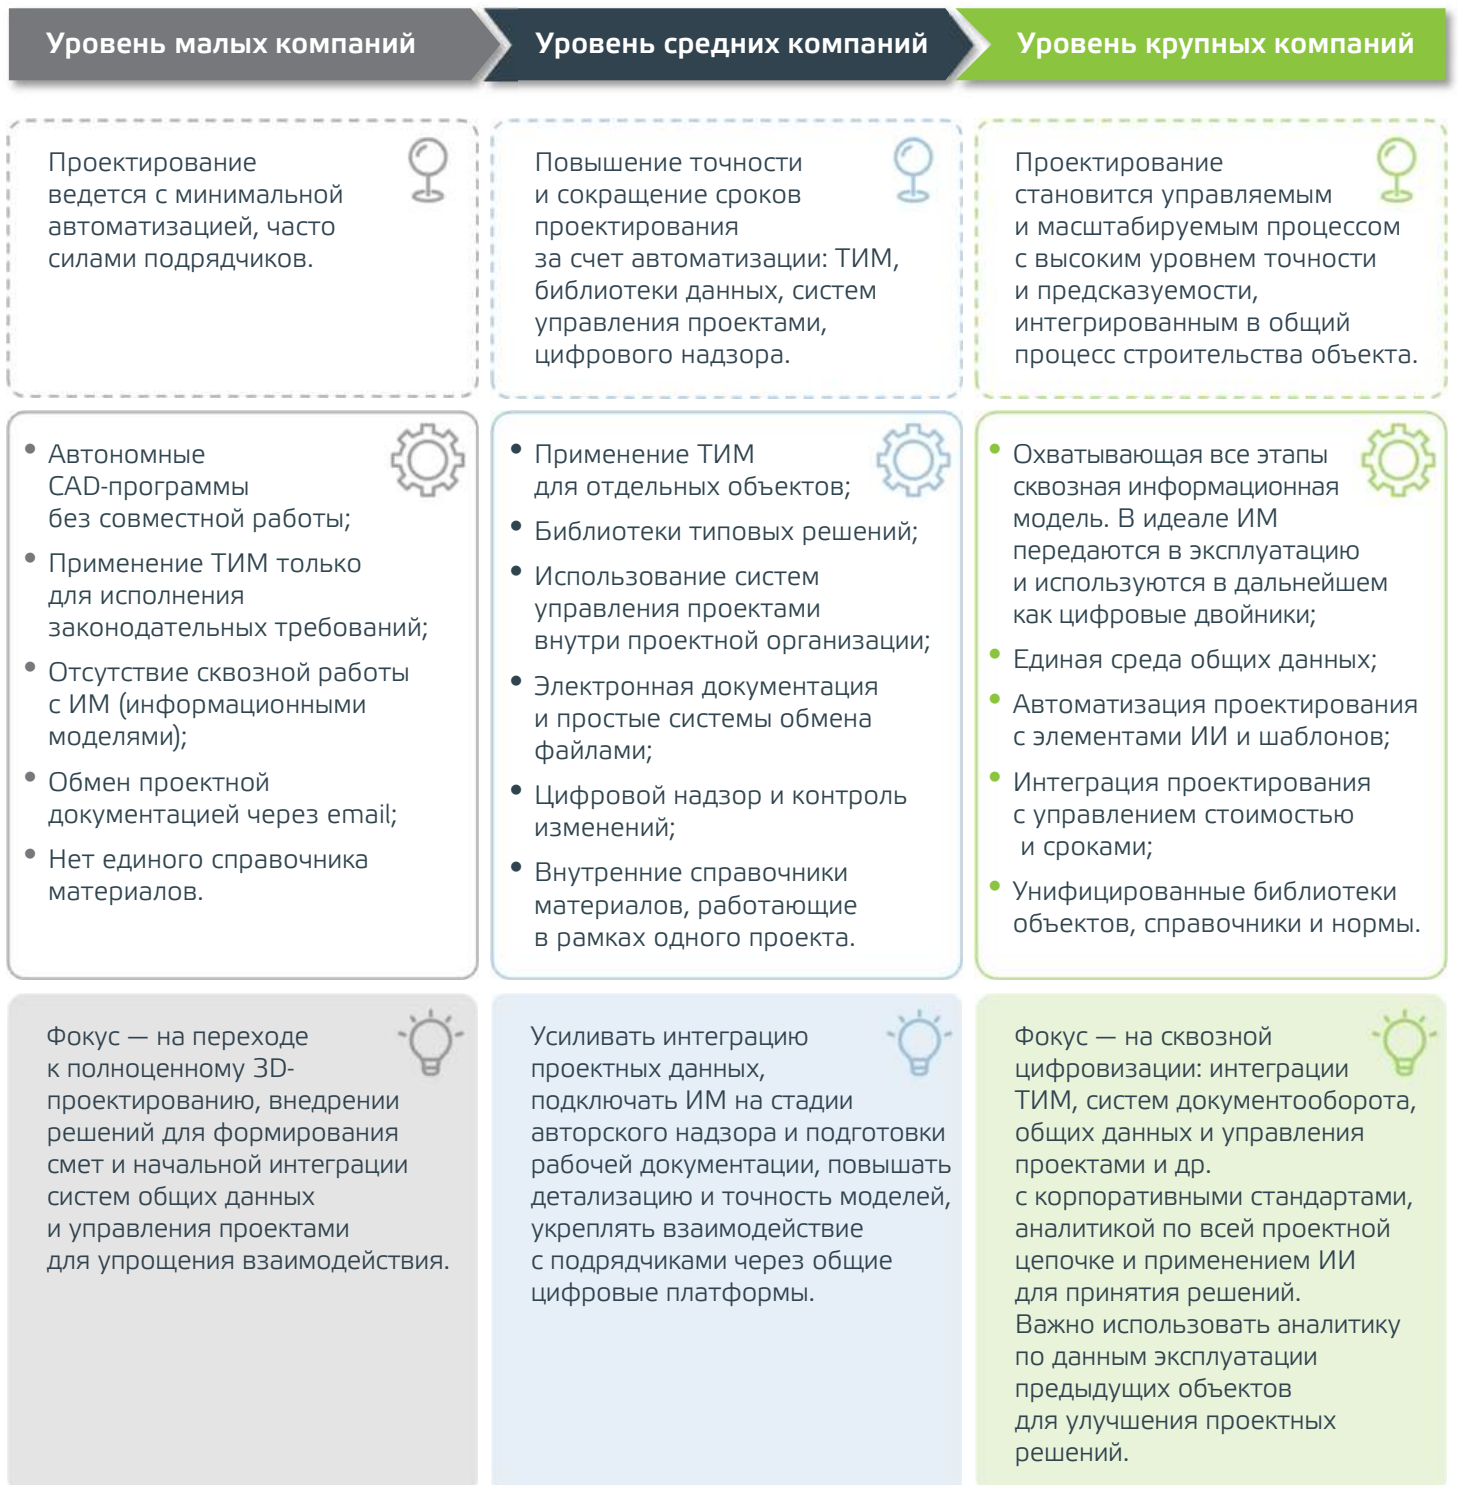 Уровень малых компаний
Уровень средних компаний
Уровень крупных компаний
Проектирование
ведется с минимальной
автоматизацией, часто
силами подрядчиков.
Повышение точности
и сокращение сроков
проектирования
за счет автоматизации: ТИМ,
библиотеки данных, систем
управления проектами,
цифрового надзора.
Проектирование
становится управляемым
и масштабируемым процессом
с высоким уровнем точности
и предсказуемости,
интегрированным в общий
процесс строительства объекта.
• Автономные
CAD-программы
без совместной работы;
• Применение ТИМ только
для исполнения
законодательных требований;
• Отсутствие сквозной работы
с ИМ (информационными
моделями);
• Обмен проектной
документацией через email;
• Нет единого справочника
материалов.
• Применение ТИМ
для отдельных объектов;
• Библиотеки типовых решений;
• Использование систем
управления проектами
внутри проектной организации;
• Электронная документация
и простые системы обмена
файлами;
• Цифровой надзор и контроль
изменений;
• Внутренние справочники
материалов, работающие
в рамках одного проекта.
• Охватывающая все этапы
сквозная информационная
модель. В идеале ИМ
передаются в эксплуатацию
и используются в дальнейшем
как цифровые двойники;
• Единая среда общих данных;
• Автоматизация проектирования
с элементами ИИ и шаблонов;
• Интеграция проектирования
с управлением стоимостью
и сроками;
• Унифицированные библиотеки
объектов, справочники и нормы.
Фокус — на переходе
к полноценному 3D-
проектированию, внедрении
решений для формирования
смет и начальной интеграции
систем общих данных
и управления проектами
для упрощения взаимодействия.
Усиливать интеграцию
проектных данных,
подключать ИМ на стадии
авторского надзора и подготовки
рабочей документации, повышать
детализацию и точность моделей,
укреплять взаимодействие
с подрядчиками через общие
цифровые платформы.
Фокус — на сквозной
цифровизации: интеграции
ТИМ, систем документооборота,
общих данных и управления
проектами и др.
с корпоративными стандартами,
аналитикой по всей проектной
цепочке и применением ИИ
для принятия решений.
Важно использовать аналитику
по данным эксплуатации
предыдущих объектов
для улучшения проектных
решений.